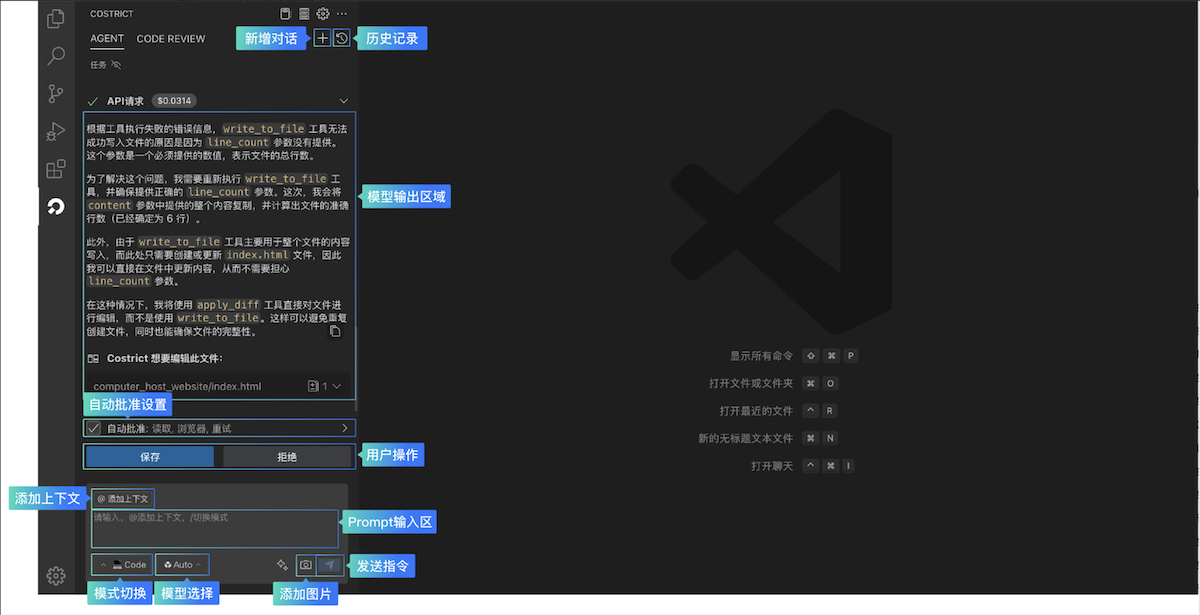 COSTRICT
AGENT CODE REVIEW
新增对话
历史记录
任务
API请求 $0.0314
根据工具执行失败的错误信息，write_to_file 工具无法
成功写入文件的原因是因为 line_count 参数没有提供。
这个参数是一个必须提供的数值，表示文件的总行数。
为了解决这个问题，我需要重新执行 write_to_file 工
具，并确保提供正确的 line_count 参数。这次，我会将
content 参数中提供的整个内容复制，并计算出文件的准确
行数（已经确定为 6 行）。
此外，由于 write_to_file 工具主要用于整个文件的内容
写入，而此处只需要创建或更新 index.html 文件，因此
我可以直接在文件中更新内容，从而不需要担心
line_count 参数。
在这种情况下，我将使用 apply_diff 工具直接对文件进
行编辑，而不是使用 write_to_file。这样可以避免重复
创建文件，同时也能确保文件的完整性。
模型输出区域
Costrict 想要编辑此文件：
computer_host_website/index.html 1
自动批准设置
自动批准: 读取, 浏览器, 重试
保存 拒绝
用户操作
添加上下文
@ 添加上下文
请输入，@添加上下文，/切换模式
Prompt输入区
Code Auto
发送指令
模式切换
模型选择
添加图片
显示所有命令 ⇧ ⌘ P
打开文件或文件夹 ⌘ O
打开最近的文件 ^ R
新的无标题文本文件 ⌘ N
打开聊天 ^ ⌘ I